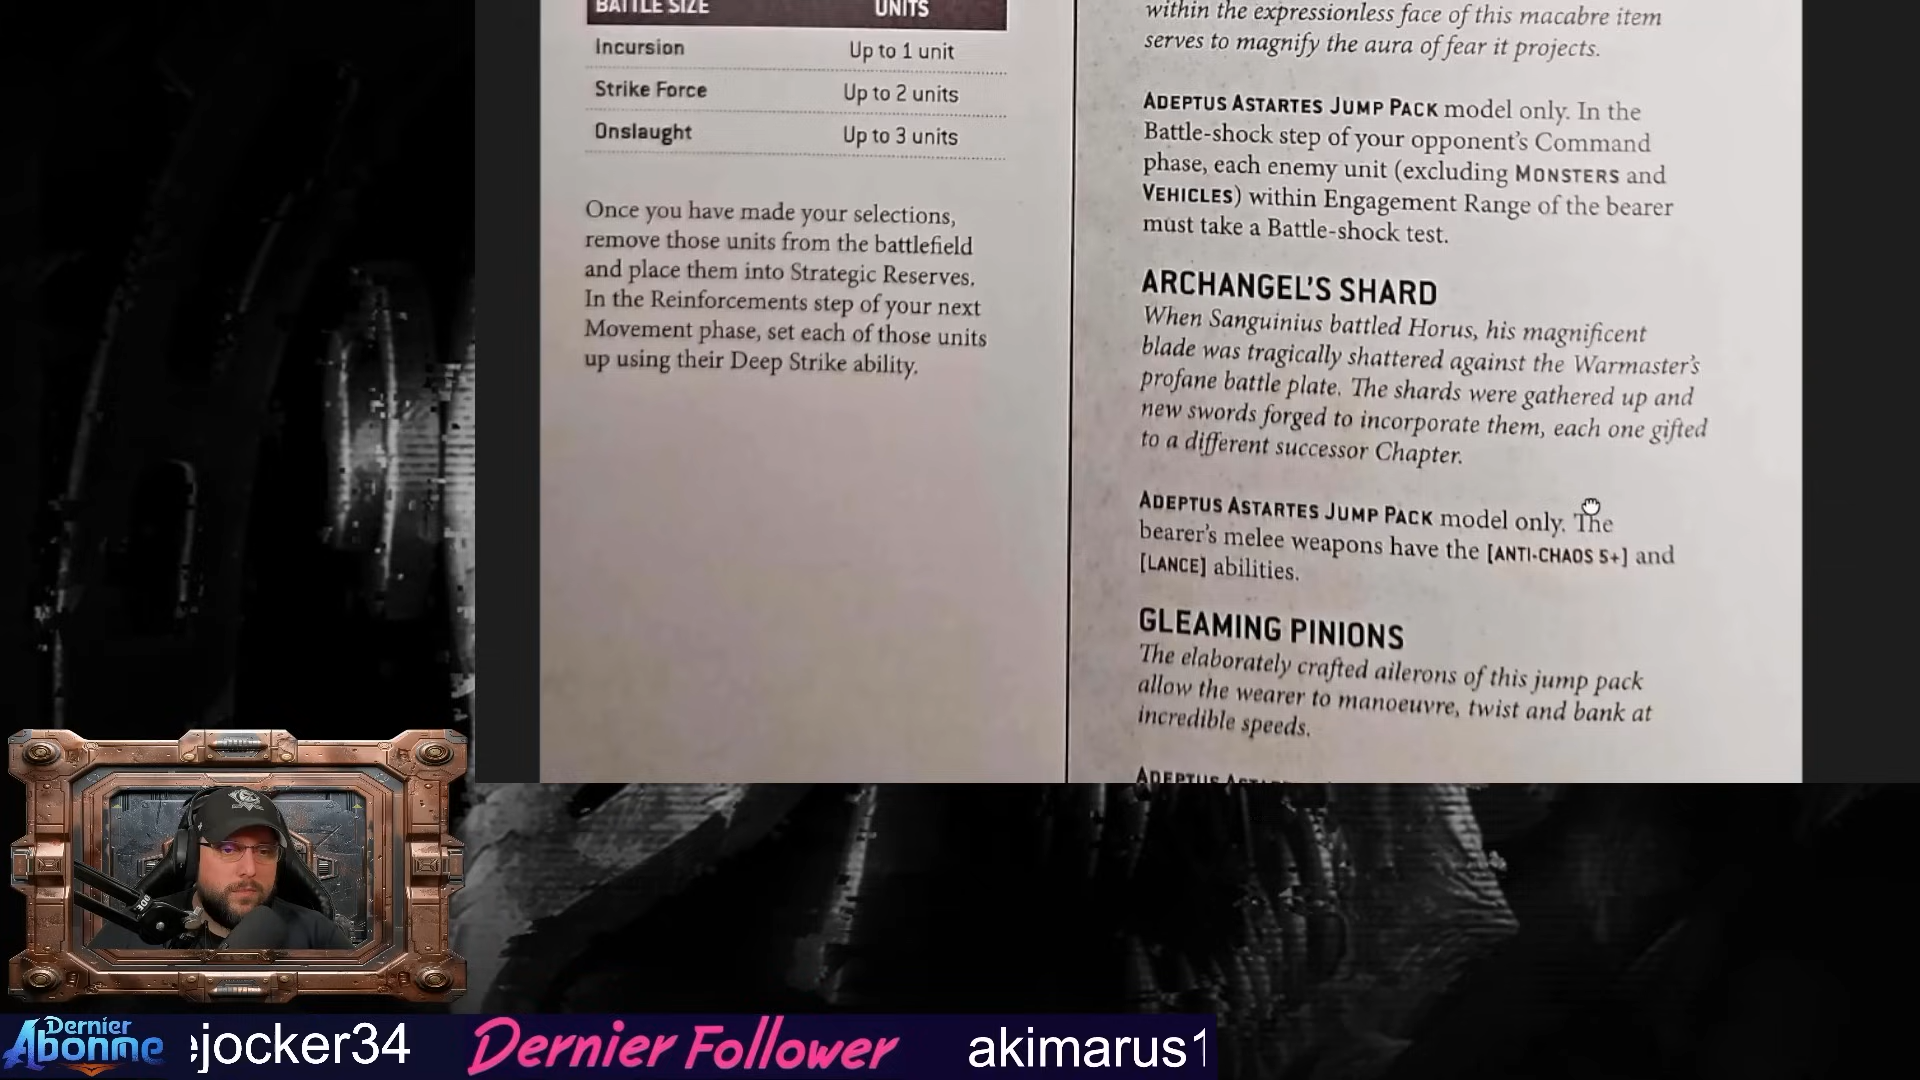 BATTLE SIZE UNITS
Incursion Up to 1 unit
Strike Force Up to 2 units
Onslaught Up to 3 units
Once you have made your selections,
remove those units from the battlefield
and place them into Strategic Reserves.
In the Reinforcements step of your next
Movement phase, set each of those units
up using their Deep Strike ability.
within the expressionless face of this macabre item
serves to magnify the aura of fear it projects.
ADEPTUS ASTARTES JUMP PACK model only. In the
Battle-shock step of your opponent's Command
phase, each enemy unit (excluding MONSTERS and
VEHICLES) within Engagement Range of the bearer
must take a Battle-shock test.
ARCHANGEL'S SHARD
When Sanguinius battled Horus, his magnificent
blade was tragically shattered against the Warmaster's
profane battle plate. The shards were gathered up and
new swords forged to incorporate them, each one gifted
to a different successor Chapter.
ADEPTUS ASTARTES JUMP PACK model only. The
bearer's melee weapons have the [ANTI-CHAOS 5+] and
[LANCE] abilities.
GLEAMING PINIONS
The elaborately crafted ailerons of this jump pack
allow the wearer to manoeuvre, twist and bank at
incredible speeds.
ADEPTUS
Dernier
Abonné
jocker34
Dernier Follower
akimarus1